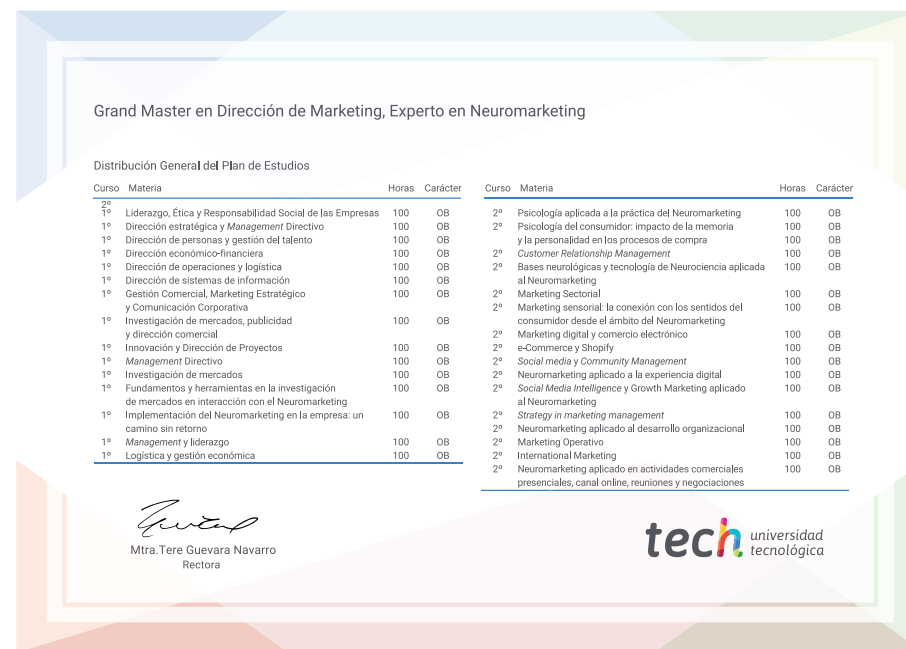 Grand Master en Dirección de Marketing, Experto en Neuromarketing
Distribución General del Plan de Estudios
Curso Materia Horas Carácter
2º
1º Liderazgo, Ética y Responsabilidad Social de las Empresas 100 OB
1º Dirección estratégica y Management Directivo 100 OB
1º Dirección de personas y gestión del talento 100 OB
1º Dirección económico-financiera 100 OB
1º Dirección de operaciones y logística 100 OB
1º Dirección de sistemas de información 100 OB
1º Gestión Comercial, Marketing Estratégico 100 OB
y Comunicación Corporativa
1º Investigación de mercados, publicidad 100 OB
y dirección comercial
1º Innovación y Dirección de Proyectos 100 OB
1º Management Directivo 100 OB
1º Investigación de mercados 100 OB
1º Fundamentos y herramientas en la investigación 100 OB
de mercados en interacción con el Neuromarketing
1º Implementación del Neuromarketing en la empresa: un 100 OB
camino sin retorno
1º Management y liderazgo 100 OB
1º Logística y gestión económica 100 OB
Curso Materia Horas Carácter
2º Psicología aplicada a la práctica del Neuromarketing 100 OB
2º Psicología del consumidor: impacto de la memoria 100 OB
y la personalidad en los procesos de compra 100 OB
2º Customer Relationship Management 100 OB
2º Bases neurológicas y tecnología de Neurociencia aplicada 100 OB
al Neuromarketing
2º Marketing Sectorial 100 OB
2º Marketing sensorial: la conexión con los sentidos del 100 OB
consumidor desde el ámbito del Neuromarketing
2º Marketing digital y comercio electrónico 100 OB
2º e-Commerce y Shopify 100 OB
2º Social media y Community Management 100 OB
2º Neuromarketing aplicado a la experiencia digital 100 OB
2º Social Media Intelligence y Growth Marketing aplicado 100 OB
al Neuromarketing
2º Strategy in marketing management 100 OB
2º Neuromarketing aplicado al desarrollo organizacional 100 OB
2º Marketing Operativo 100 OB
2º International Marketing 100 OB
2º Neuromarketing aplicado en actividades comerciales 100 OB
presenciales, canal online, reuniones y negociaciones
Mtra.Tere Guevara Navarro
Rectora
tech universidad
tecnológica